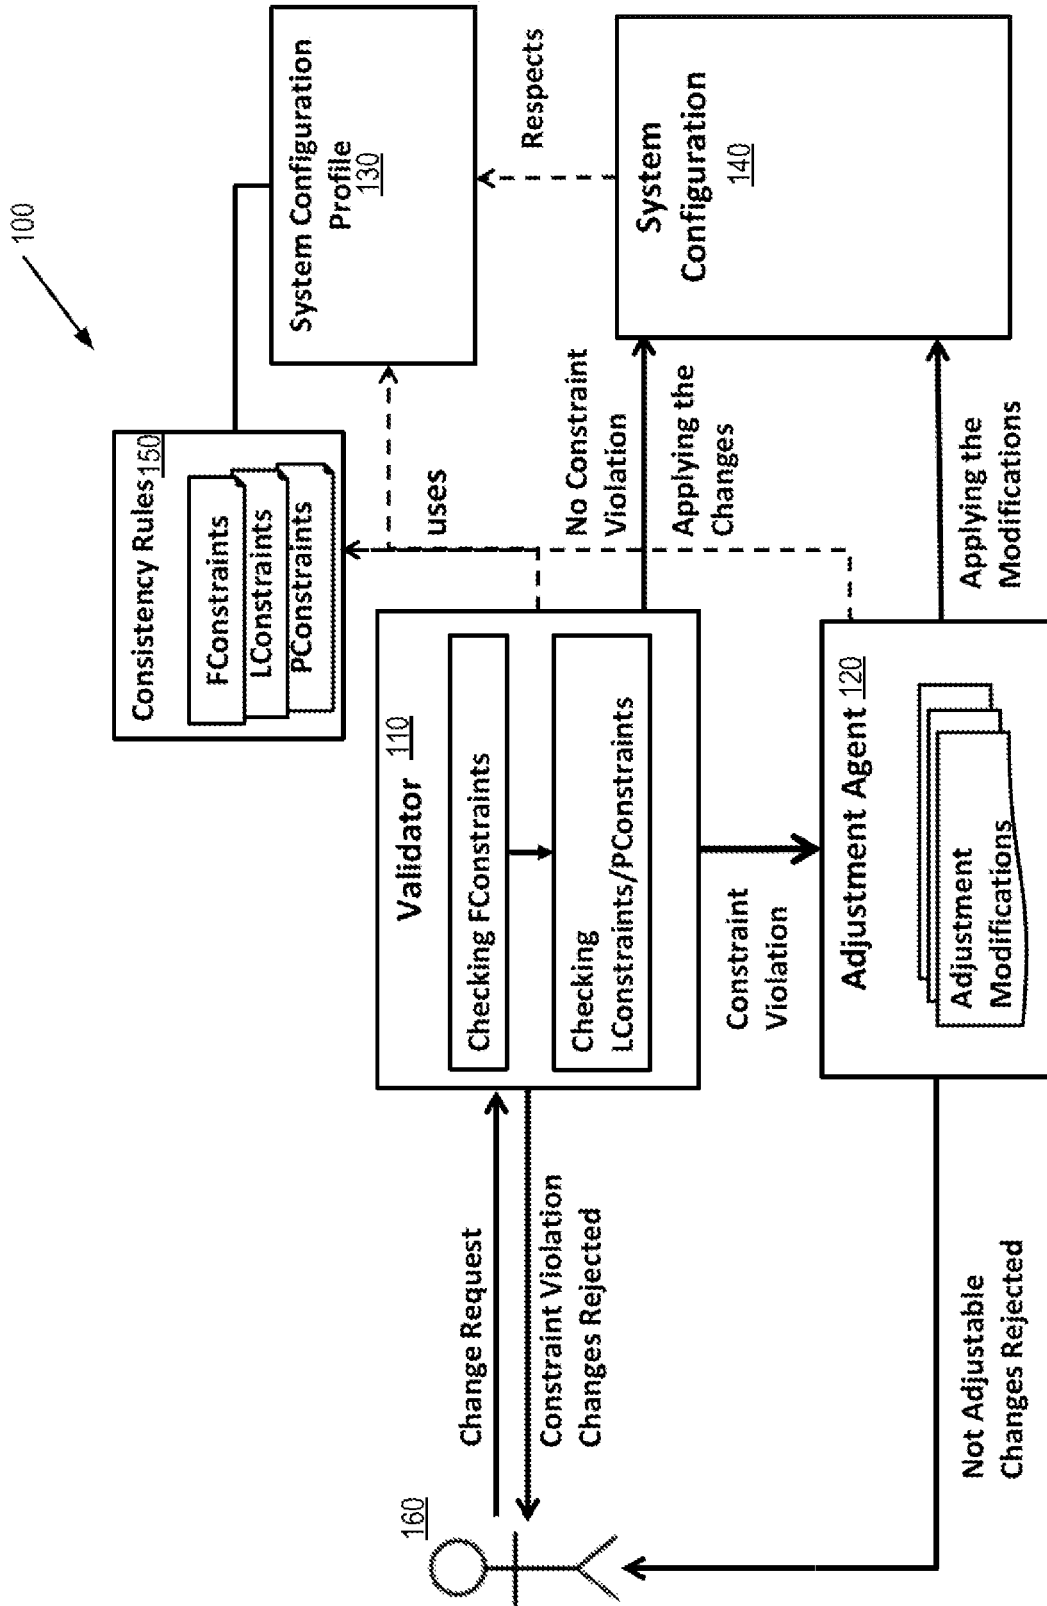 100
Consistency Rules 150
FConstraints
LConstraints
PConstraints
System Configuration
Profile
130
uses
Respects
160
Change Request
Constraint Violation
Changes Rejected
Validator 110
Checking FConstraints
Checking
LConstraints/PConstraints
No Constraint
Violation
Applying the
Changes
System
Configuration
140
Constraint
Violation
Adjustment Agent 120
Adjustment
Modifications
Applying the
Modifications
Not Adjustable
Changes Rejected